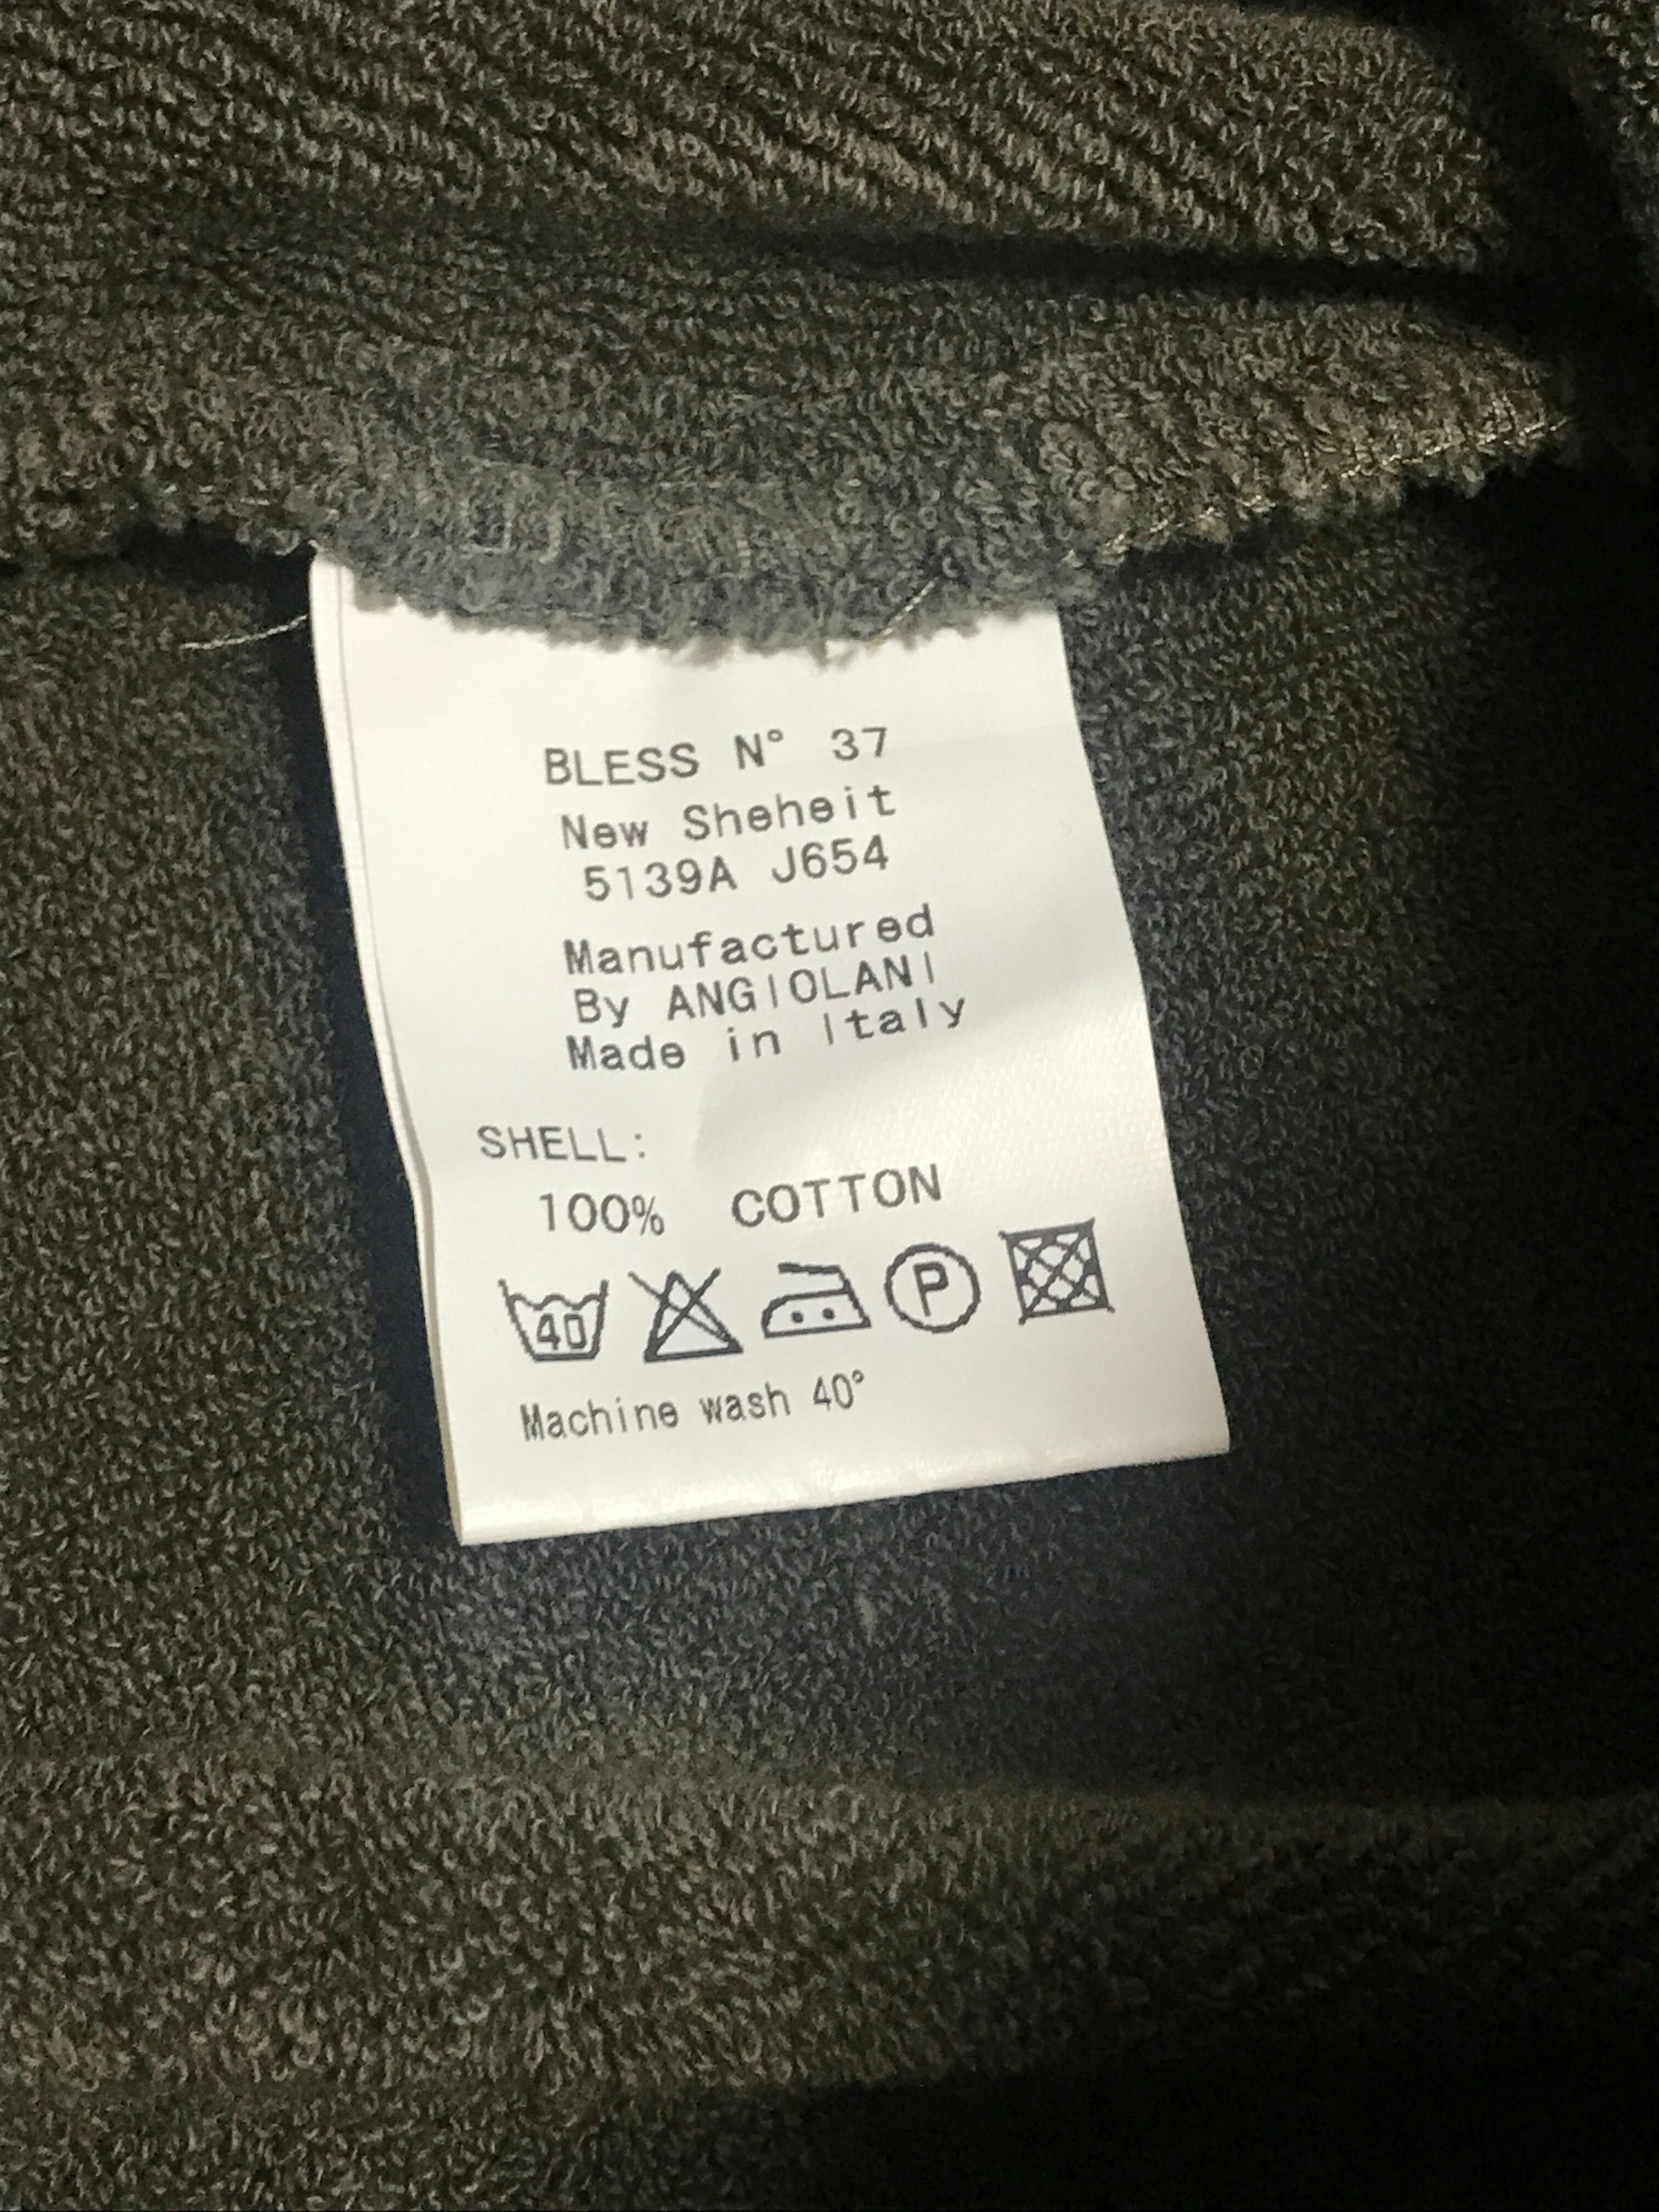 BLESS N° 37
New Sheheit
5139A J654
Manufactured
By ANGIOLANI
Made in Italy
SHELL:
100% COTTON
40 P
Machine wash 40°